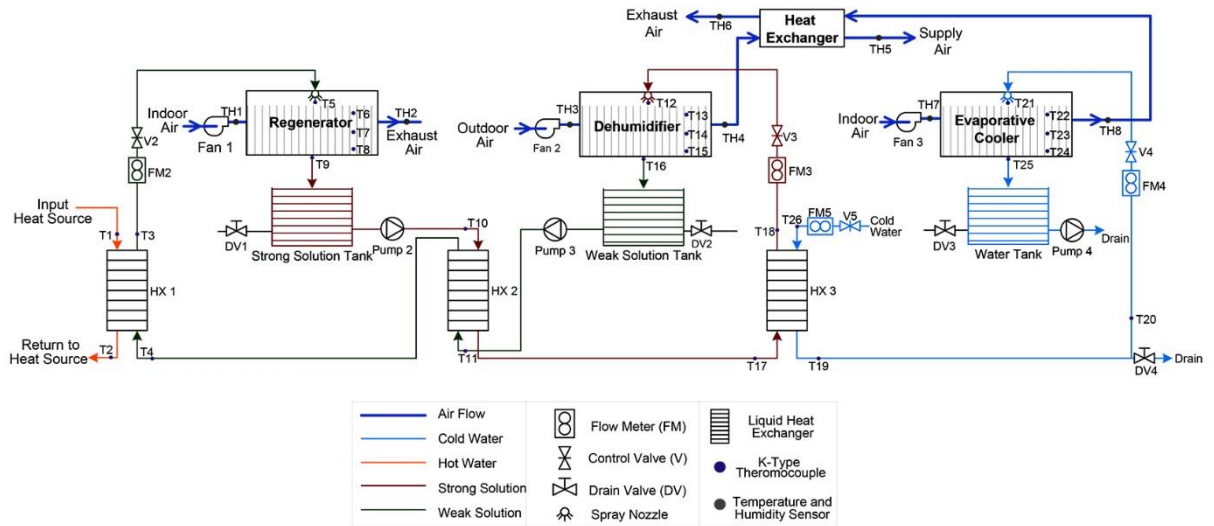 Exhaust
Air
TH6
Heat
Exchanger
TH5
Supply
Air
T5
Indoor
Air
TH1
Fan 1
Regenerator
T6
T7
T8
TH2
Exhaust
Air
V2
FM2
T9
T12
Outdoor
Air
TH3
Fan 2
Dehumidifier
T13
T14
T15
TH4
V3
FM3
T16
T21
Indoor
Air
TH7
Fan 3
Evaporative
Cooler
T22
T23
T24
TH8
V4
FM4
T25
Input
Heat Source
T1
T3
DV1
Strong Solution Tank
Pump 2
T10
Pump 3
Weak Solution Tank
DV2
T18
T26
FM5
V5
Cold
Water
DV3
Water Tank
Pump 4
Drain
HX 1
HX 2
HX 3
T20
Return to
Heat Source
T2
T4
T11
T17
T19
DV4
Drain
Air Flow
Cold Water
Hot Water
Strong Solution
Weak Solution
Flow Meter (FM)
Control Valve (V)
Drain Valve (DV)
Spray Nozzle
Liquid Heat
Exchanger
K-Type
Theromocouple
Temperature and
Humidity Sensor